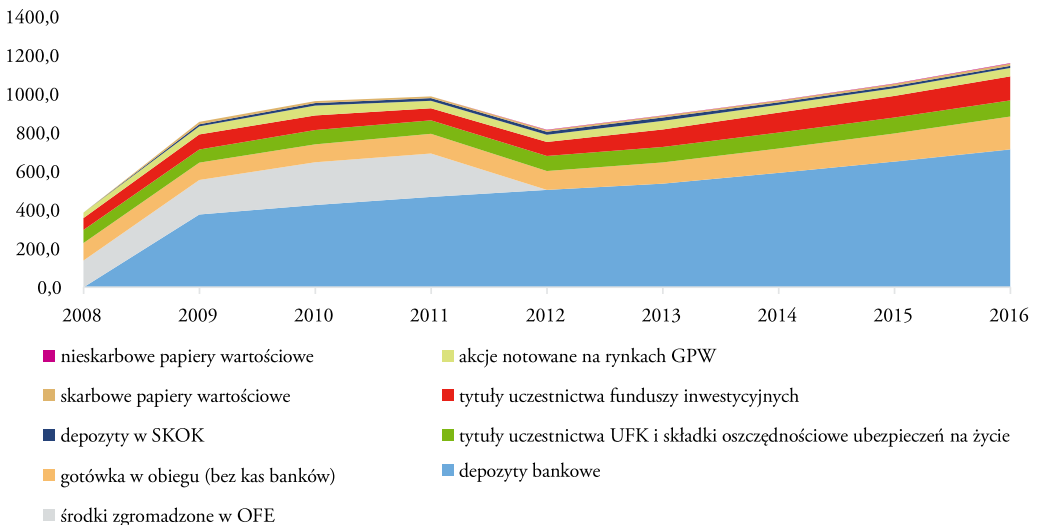 1400,0
1200,0
1000,0
800,0
600,0
400,0
200,0
0,0
2008 2009 2010 2011 2012 2013 2014 2015 2016
nieskarbowe papiery wartościowe
skarbowe papiery wartościowe
depozyty w SKOK
gotówka w obiegu (bez kas banków)
środki zgromadzone w OFE
akcje notowane na rynkach GPW
tytuły uczestnictwa funduszy inwestycyjnych
tytuły uczestnictwa UFK i składki oszczędnościowe ubezpieczeń na życie
depozyty bankowe